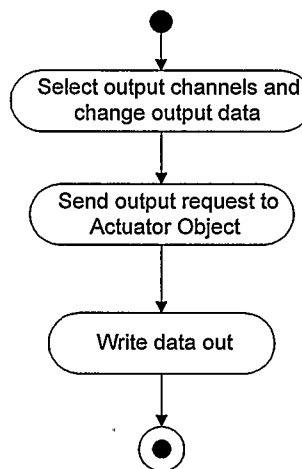 Select output channels and
change output data
Send output request to
Actuator Object
Write data out